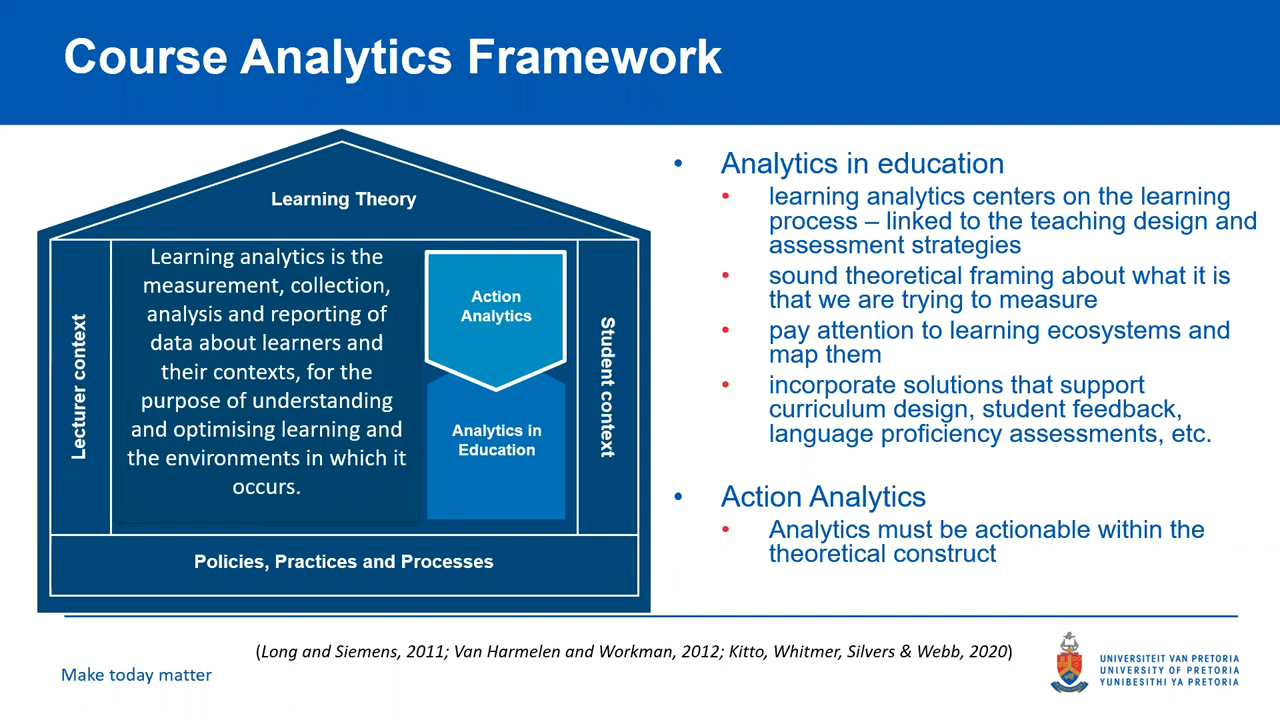 Course Analytics Framework
Learning Theory
Lecturer context
Learning analytics is the
measurement, collection,
analysis and reporting of
data about learners and
their contexts, for the
purpose of understanding
and optimising learning and
the environments in which it
occurs.
Action
Analytics
Analytics in
Education
Student context
Policies, Practices and Processes
• Analytics in education
• learning analytics centers on the learning
process – linked to the teaching design and
assessment strategies
• sound theoretical framing about what it is
that we are trying to measure
• pay attention to learning ecosystems and
map them
• incorporate solutions that support
curriculum design, student feedback,
language proficiency assessments, etc.
• Action Analytics
• Analytics must be actionable within the
theoretical construct
(Long and Siemens, 2011; Van Harmelen and Workman, 2012; Kitto, Whitmer, Silvers & Webb, 2020)
Make today matter
UNIVERSITEIT VAN PRETORIA
UNIVERSITY OF PRETORIA
YUNIBESITHI YA PRETORIA